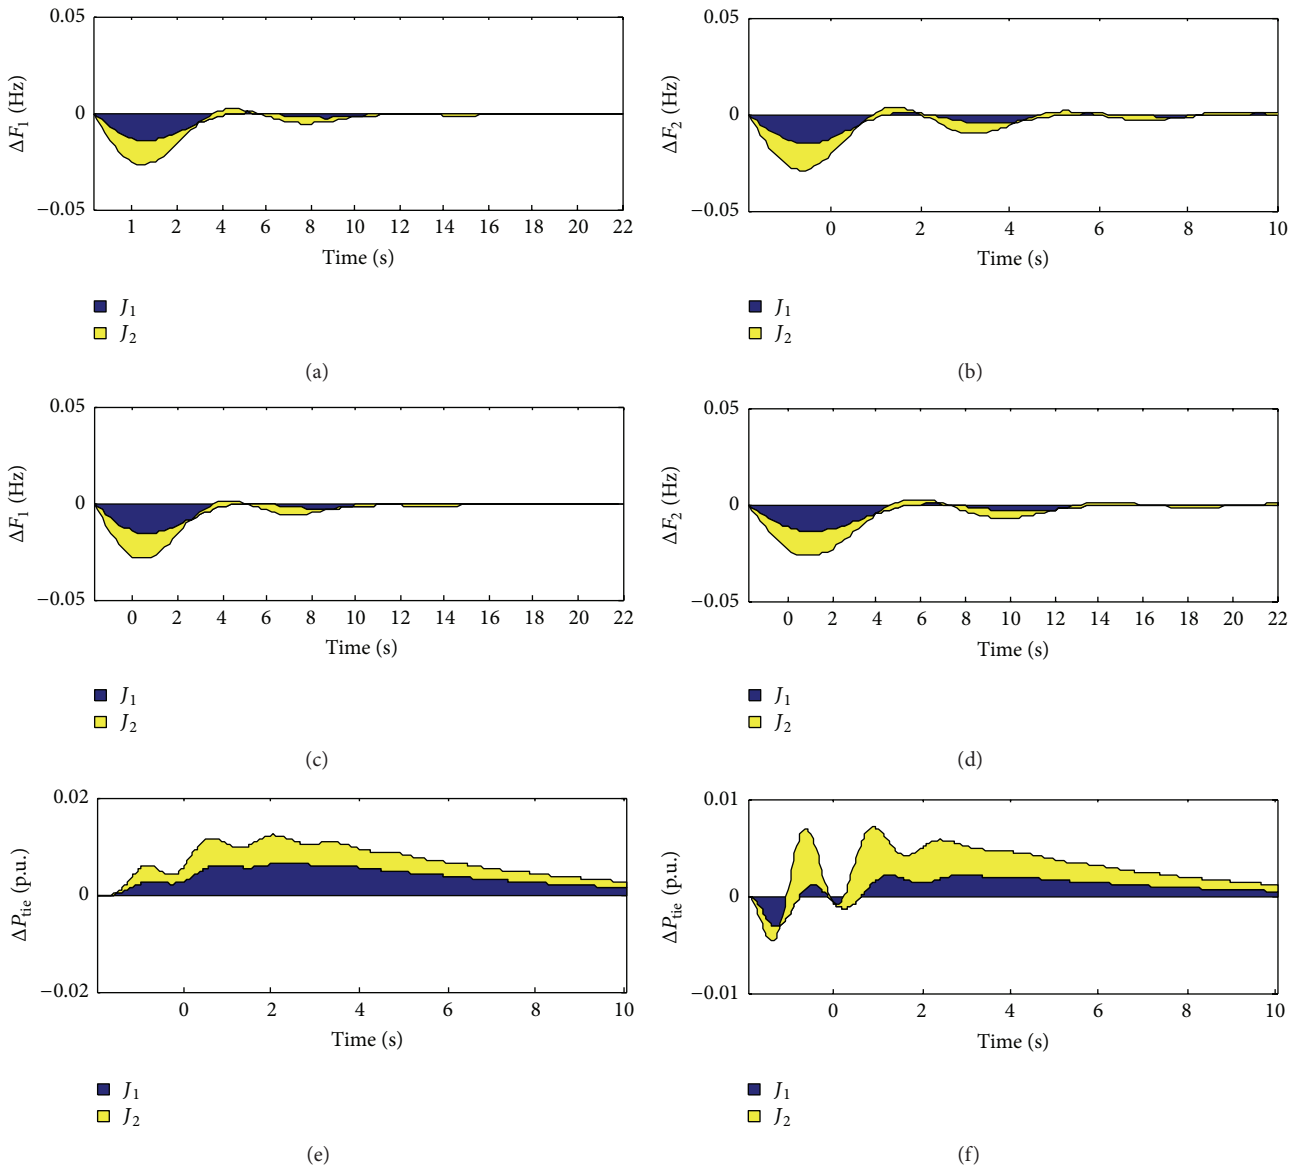 0.05
0
−0.05
ΔF1 (Hz)
1 2 4 6 8 10 12 14 16 18 20 22
Time (s)
J1
J2
(a)
0.05
0
−0.05
ΔF2 (Hz)
0 2 4 6 8 10
Time (s)
J1
J2
(b)
0.05
0
−0.05
ΔF1 (Hz)
0 2 4 6 8 10 12 14 16 18 20 22
Time (s)
J1
J2
(c)
0.05
0
−0.05
ΔF2 (Hz)
0 2 4 6 8 10 12 14 16 18 20 22
Time (s)
J1
J2
(d)
0.02
0
−0.02
ΔPtie (p.u.)
0 2 4 6 8 10
Time (s)
J1
J2
(e)
0.01
0
−0.01
ΔPtie (p.u.)
0 2 4 6 8 10
Time (s)
J1
J2
(f)